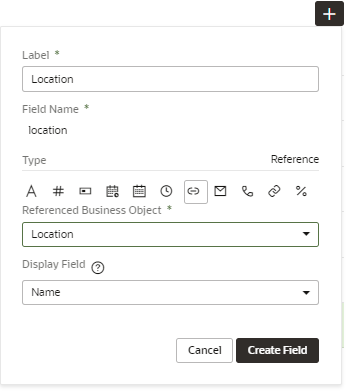 Label *
Location
Field Name *
location
Type Reference
A # %
Referenced Business Object *
Location
Display Field ?
Name
Cancel Create Field